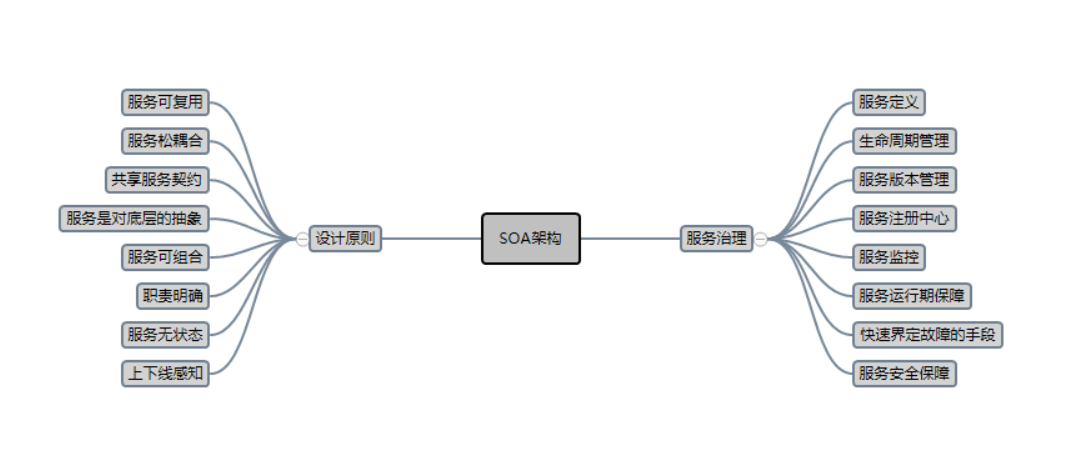 SOA架构
设计原则
服务可复用
服务松耦合
共享服务契约
服务是对底层的抽象
服务可组合
职责明确
服务无状态
上下线感知
服务治理
服务定义
生命周期管理
服务版本管理
服务注册中心
服务监控
服务运行期保障
快速界定故障的手段
服务安全保障